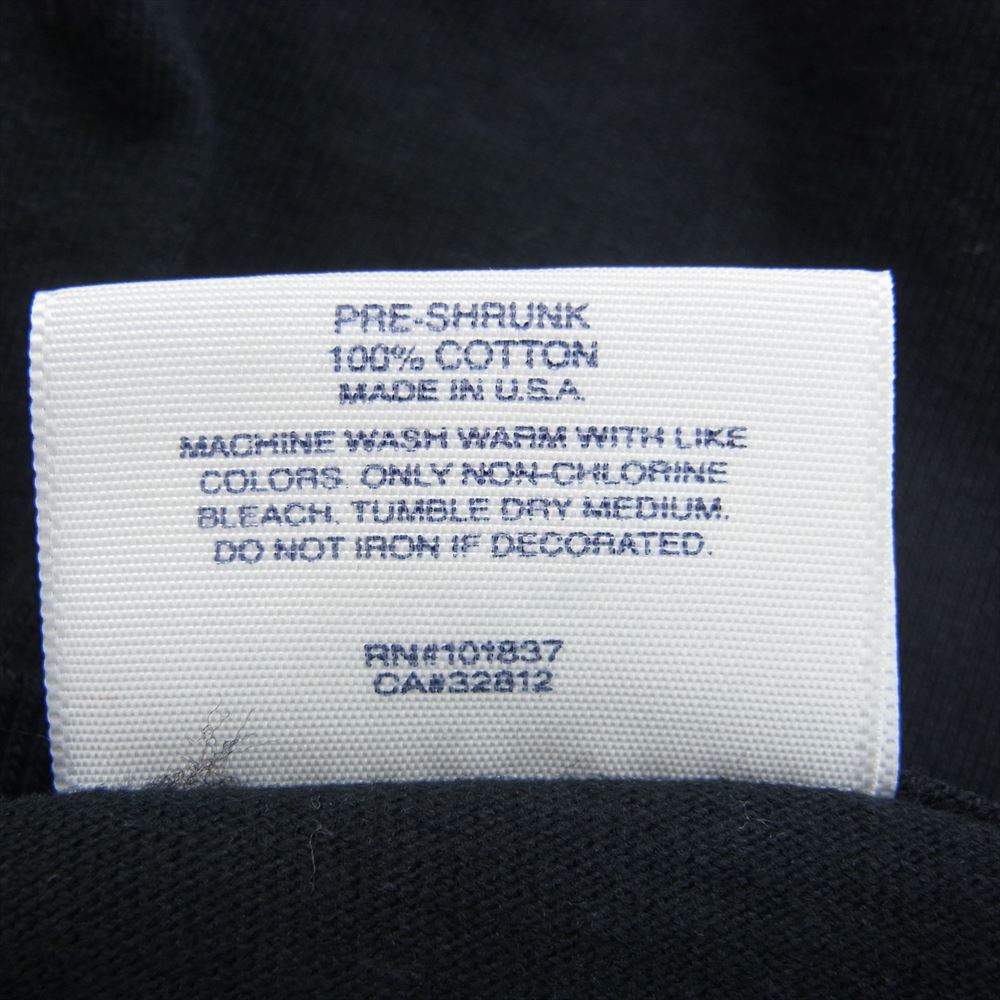 PRE-SHRUNK
100% COTTON
MADE IN U.S.A.
MACHINE WASH WARM WITH LIKE
COLORS. ONLY NON-CHLORINE
BLEACH. TUMBLE DRY MEDIUM.
DO NOT IRON IF DECORATED.
RN#101837
CA#32812